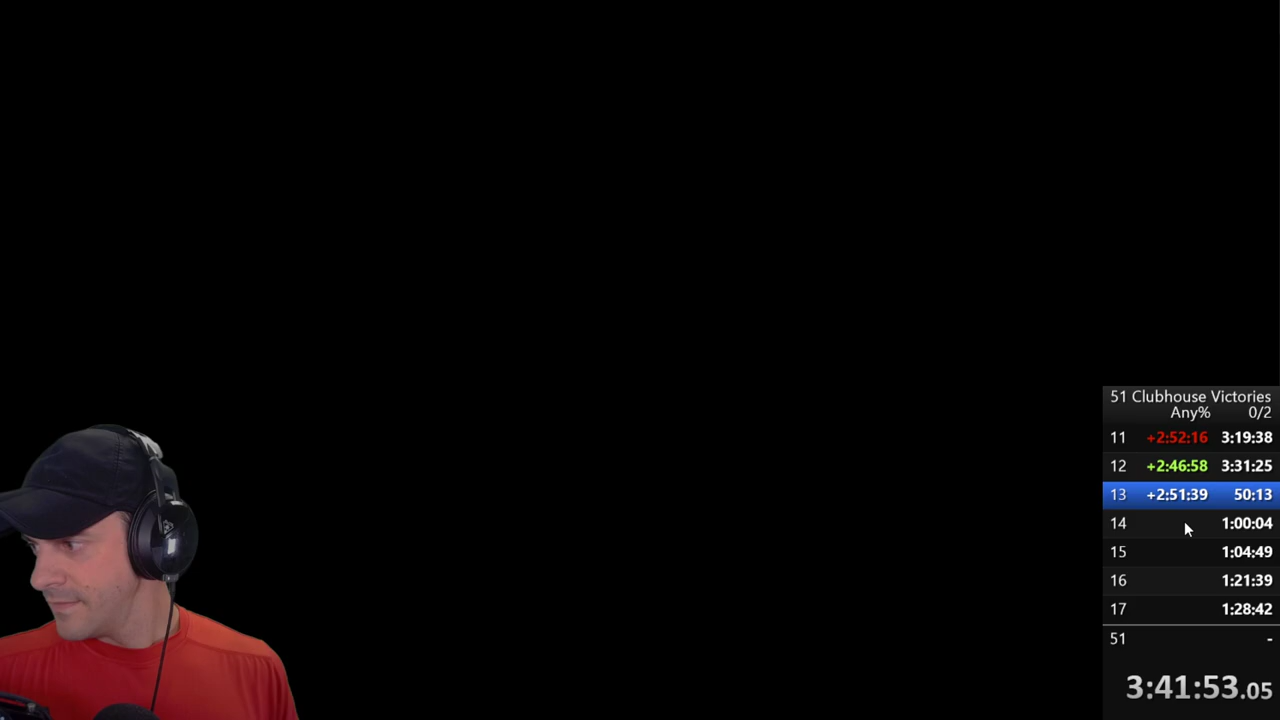 51 Clubhouse Victories
Any% 0/2
11 +2:52:16 3:19:38
12 +2:46:58 3:31:25
13 +2:51:39 50:13
14 1:00:04
15 1:04:49
16 1:21:39
17 1:28:42
51 -
3:41:53.05